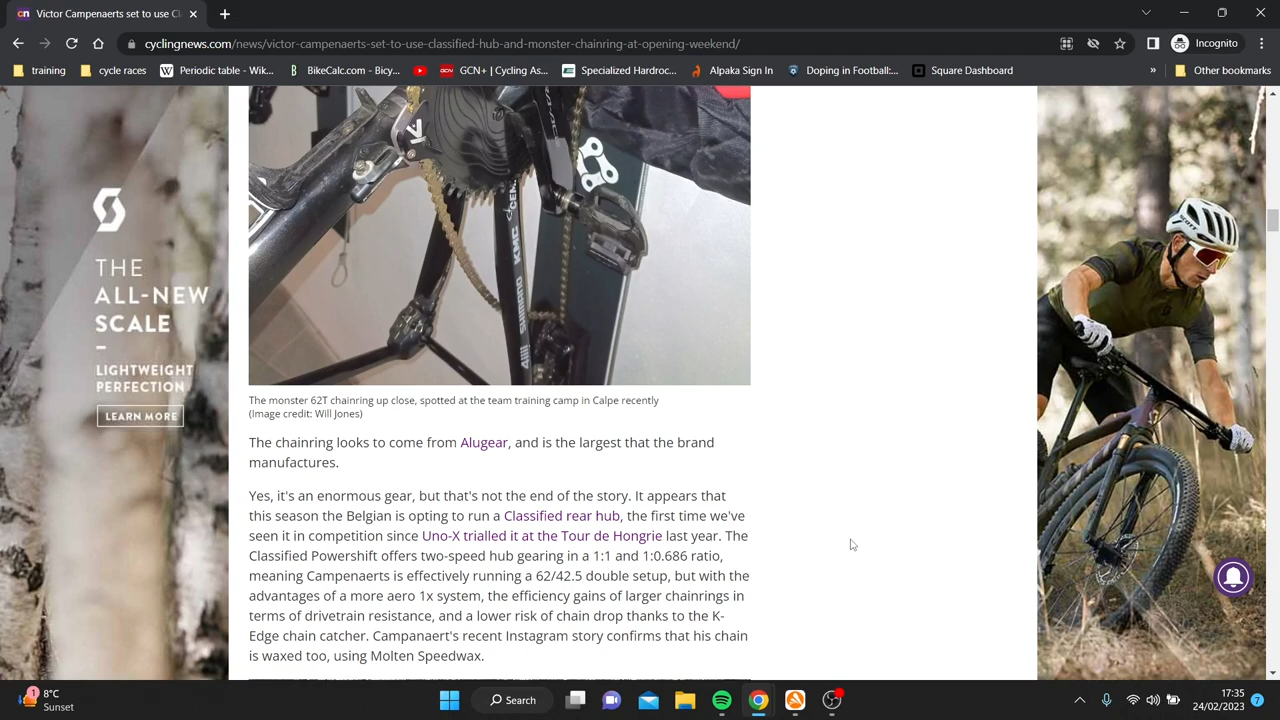 Victor Campenaerts set to use Cl
cyclingnews.com/news/victor-campenaerts-set-to-use-classified-hub-and-monster-chainring-at-opening-weekend/
Incognito
training
cycle races
Periodic table - Wik...
BikeCalc.com - Bicy...
GCN+ | Cycling As...
Specialized Hardroc...
Alpaka Sign In
Doping in Football:...
Square Dashboard
»
Other bookmarks
THE
ALL-NEW
SCALE
LIGHTWEIGHT
PERFECTION
LEARN MORE
KMC
SHIMANO
4iiii
SCOTT
The monster 62T chainring up close, spotted at the team training camp in Calpe recently
(Image credit: Will Jones)
The chainring looks to come from Alugear, and is the largest that the brand
manufactures.
Yes, it's an enormous gear, but that's not the end of the story. It appears that
this season the Belgian is opting to run a Classified rear hub, the first time we've
seen it in competition since Uno-X trialled it at the Tour de Hongrie last year. The
Classified Powershift offers two-speed hub gearing in a 1:1 and 1:0.686 ratio,
meaning Campenaerts is effectively running a 62/42.5 double setup, but with the
advantages of a more aero 1x system, the efficiency gains of larger chainrings in
terms of drivetrain resistance, and a lower risk of chain drop thanks to the K-
Edge chain catcher. Campanaert's recent Instagram story confirms that his chain
is waxed too, using Molten Speedwax.
1
8°C
Sunset
Search
17:35
24/02/2023
7